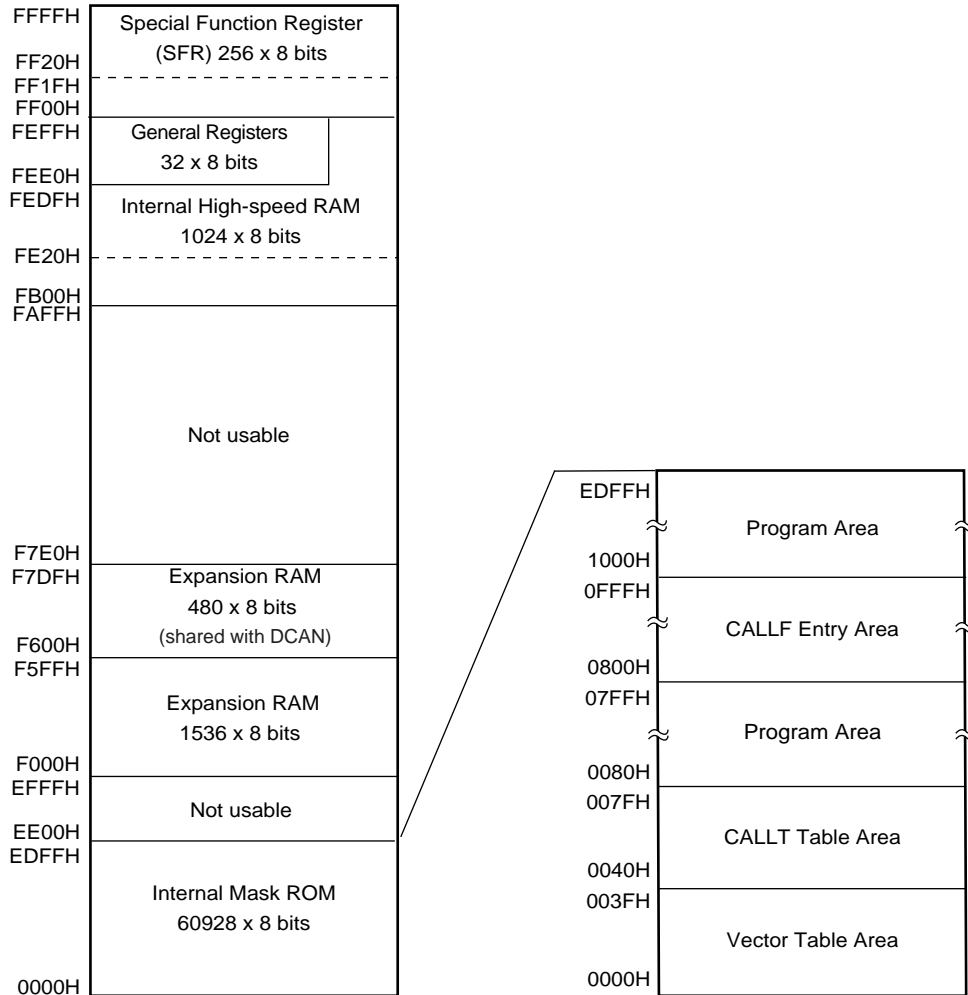 FFFFH
Special Function Register
(SFR) 256 x 8 bits
FF20H
FF1FH
FF00H
FEFFH
General Registers
32 x 8 bits
FEE0H
FEDFH
Internal High-speed RAM
1024 x 8 bits
FE20H
FB00H
FAFFH
Not usable
F7E0H
F7DFH
Expansion RAM
480 x 8 bits
(shared with DCAN)
F600H
F5FFH
Expansion RAM
1536 x 8 bits
F000H
EFFFH
Not usable
EE00H
EDFFH
Internal Mask ROM
60928 x 8 bits
0000H
EDFFH
Program Area
1000H
0FFFH
CALLF Entry Area
0800H
07FFH
Program Area
0080H
007FH
CALLT Table Area
0040H
003FH
Vector Table Area
0000H